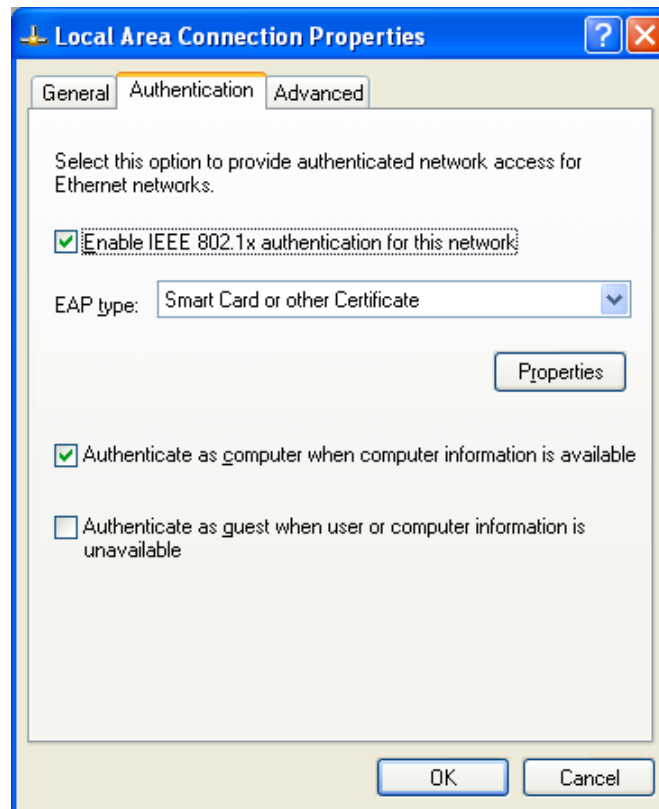 Local Area Connection Properties
General Authentication Advanced
Select this option to provide authenticated network access for
Ethernet networks.
Enable IEEE 802.1x authentication for this network
EAP type: Smart Card or other Certificate
Properties
Authenticate as computer when computer information is available
Authenticate as guest when user or computer information is
unavailable
OK Cancel